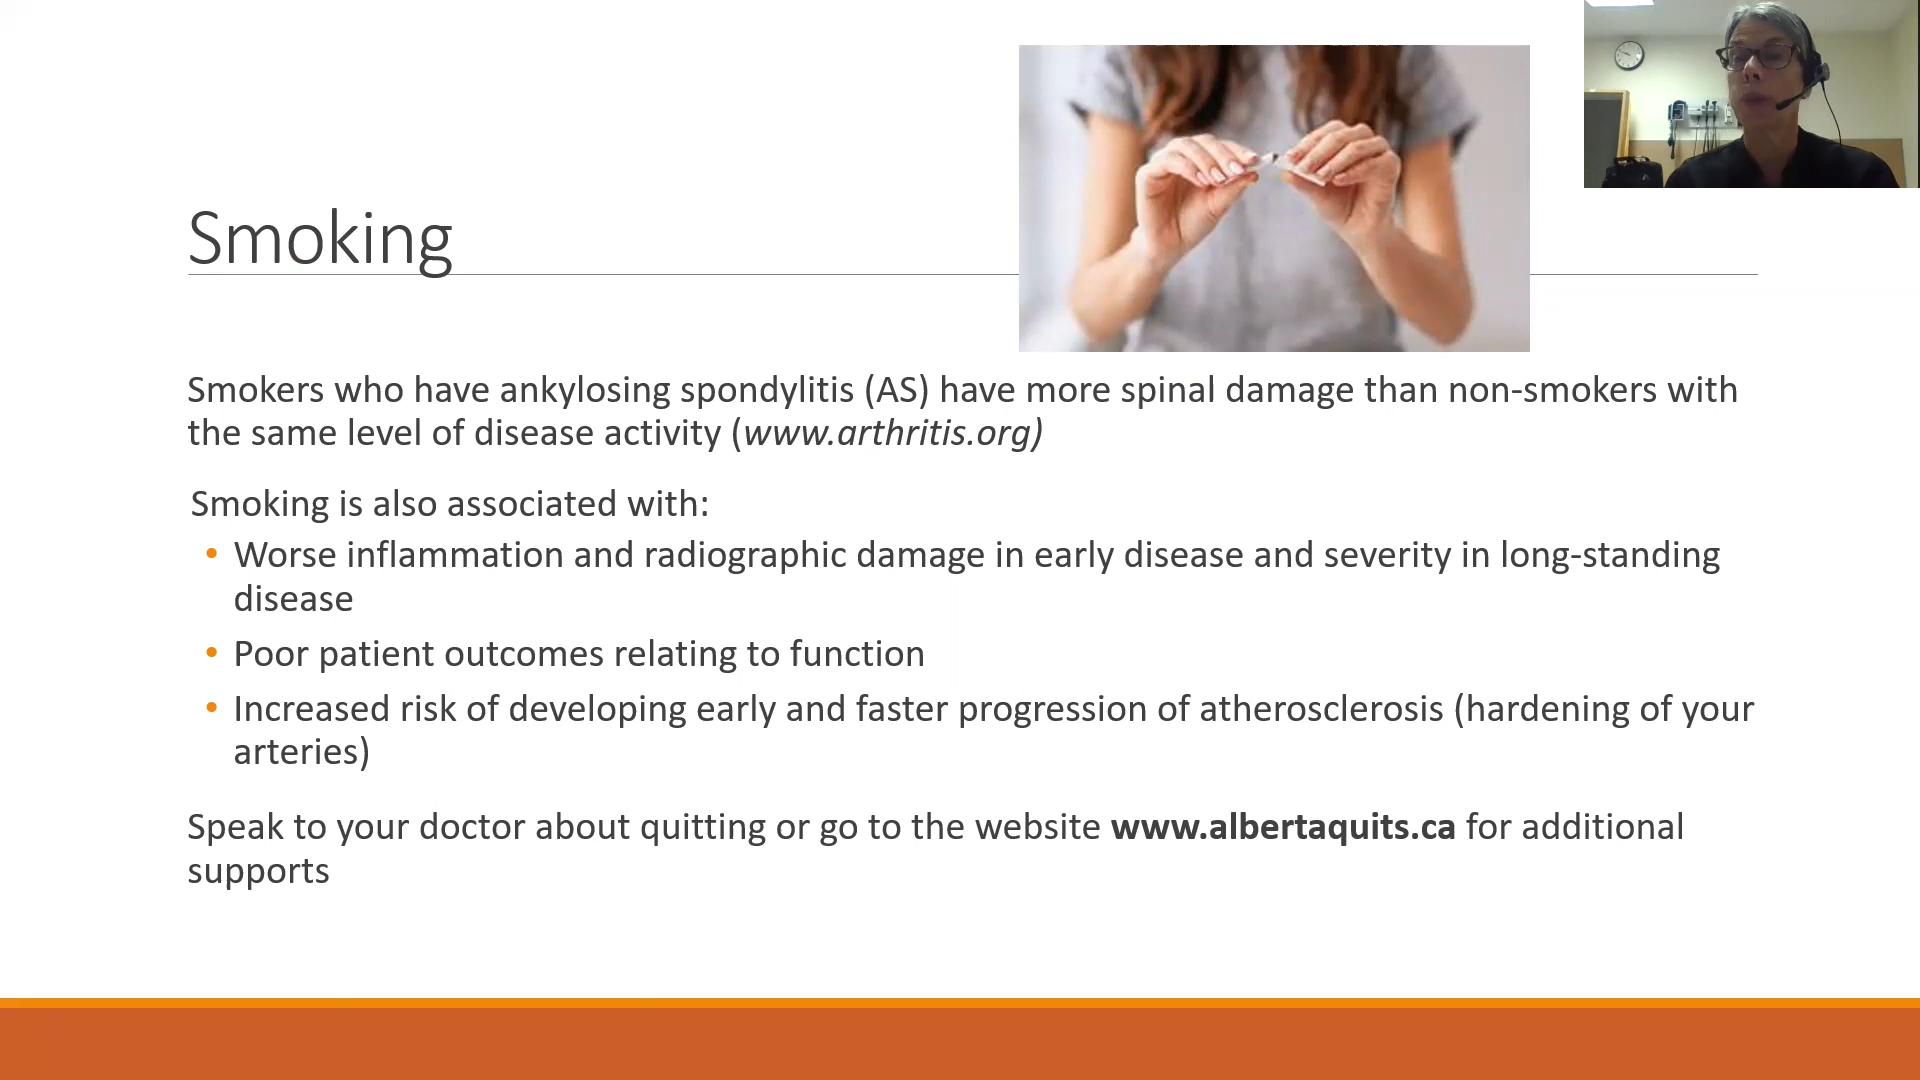 Smoking
Smokers who have ankylosing spondylitis (AS) have more spinal damage than non-smokers with
the same level of disease activity (www.arthritis.org)
Smoking is also associated with:
• Worse inflammation and radiographic damage in early disease and severity in long-standing
disease
• Poor patient outcomes relating to function
• Increased risk of developing early and faster progression of atherosclerosis (hardening of your
arteries)
Speak to your doctor about quitting or go to the website www.albertaquits.ca for additional
supports